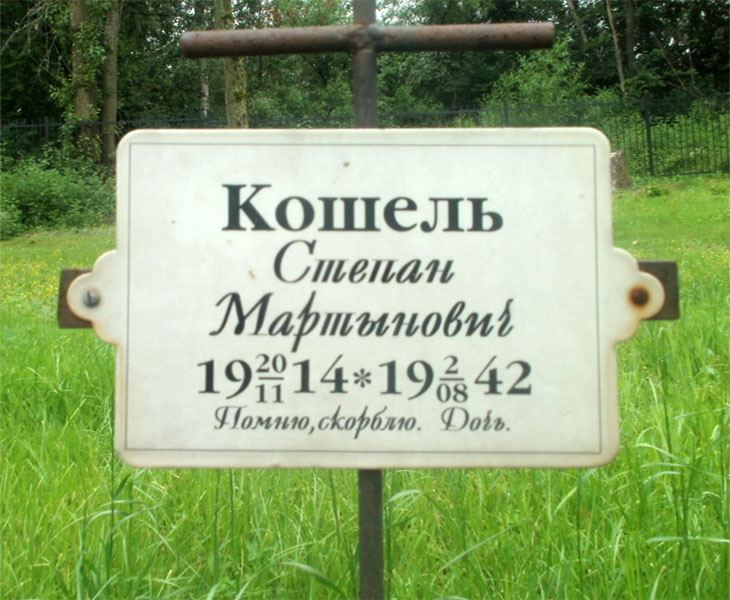 Кошель
Степан
Мартынович
19 20/11 14 * 19 2/08 42
Помню, скорблю. Дочь.